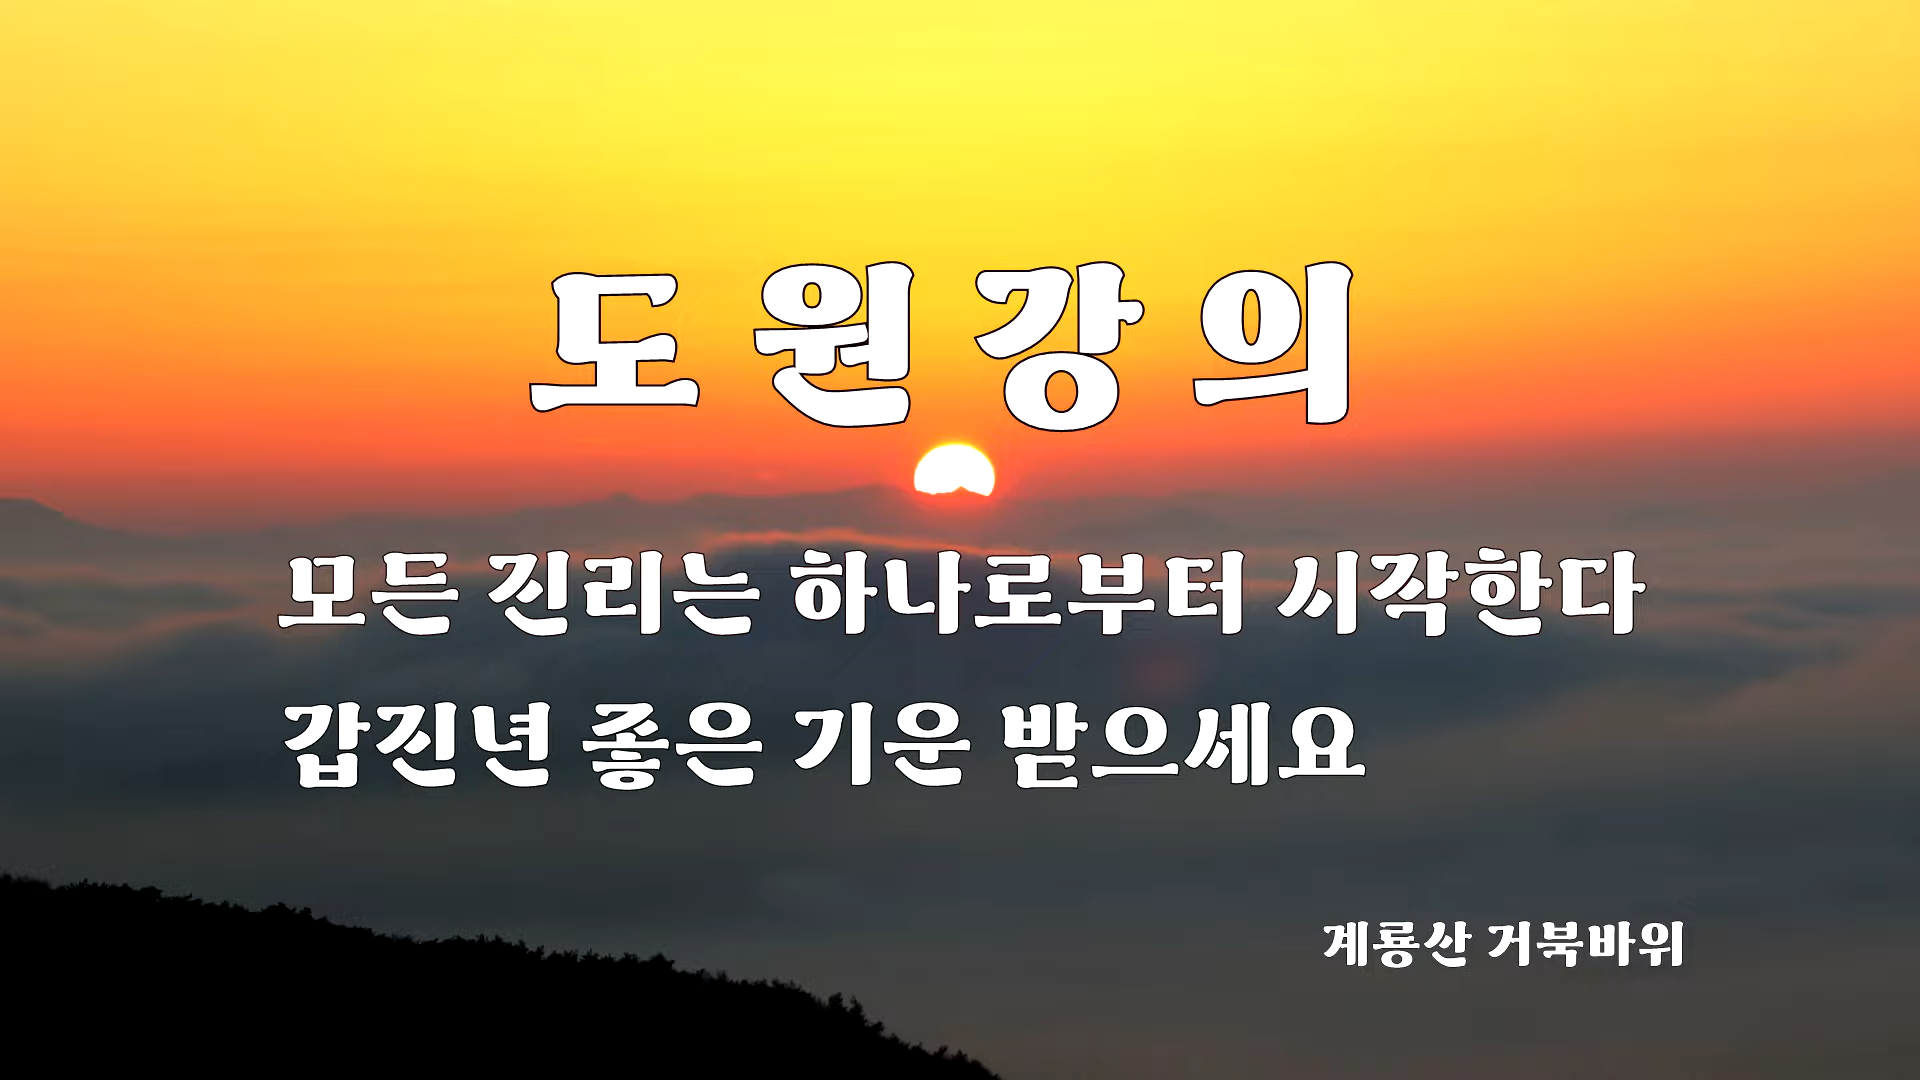 도원강의
모든 진리는 하나로부터 시작한다
갑진년 좋은 기운 받으세요
계룡산 거북바위